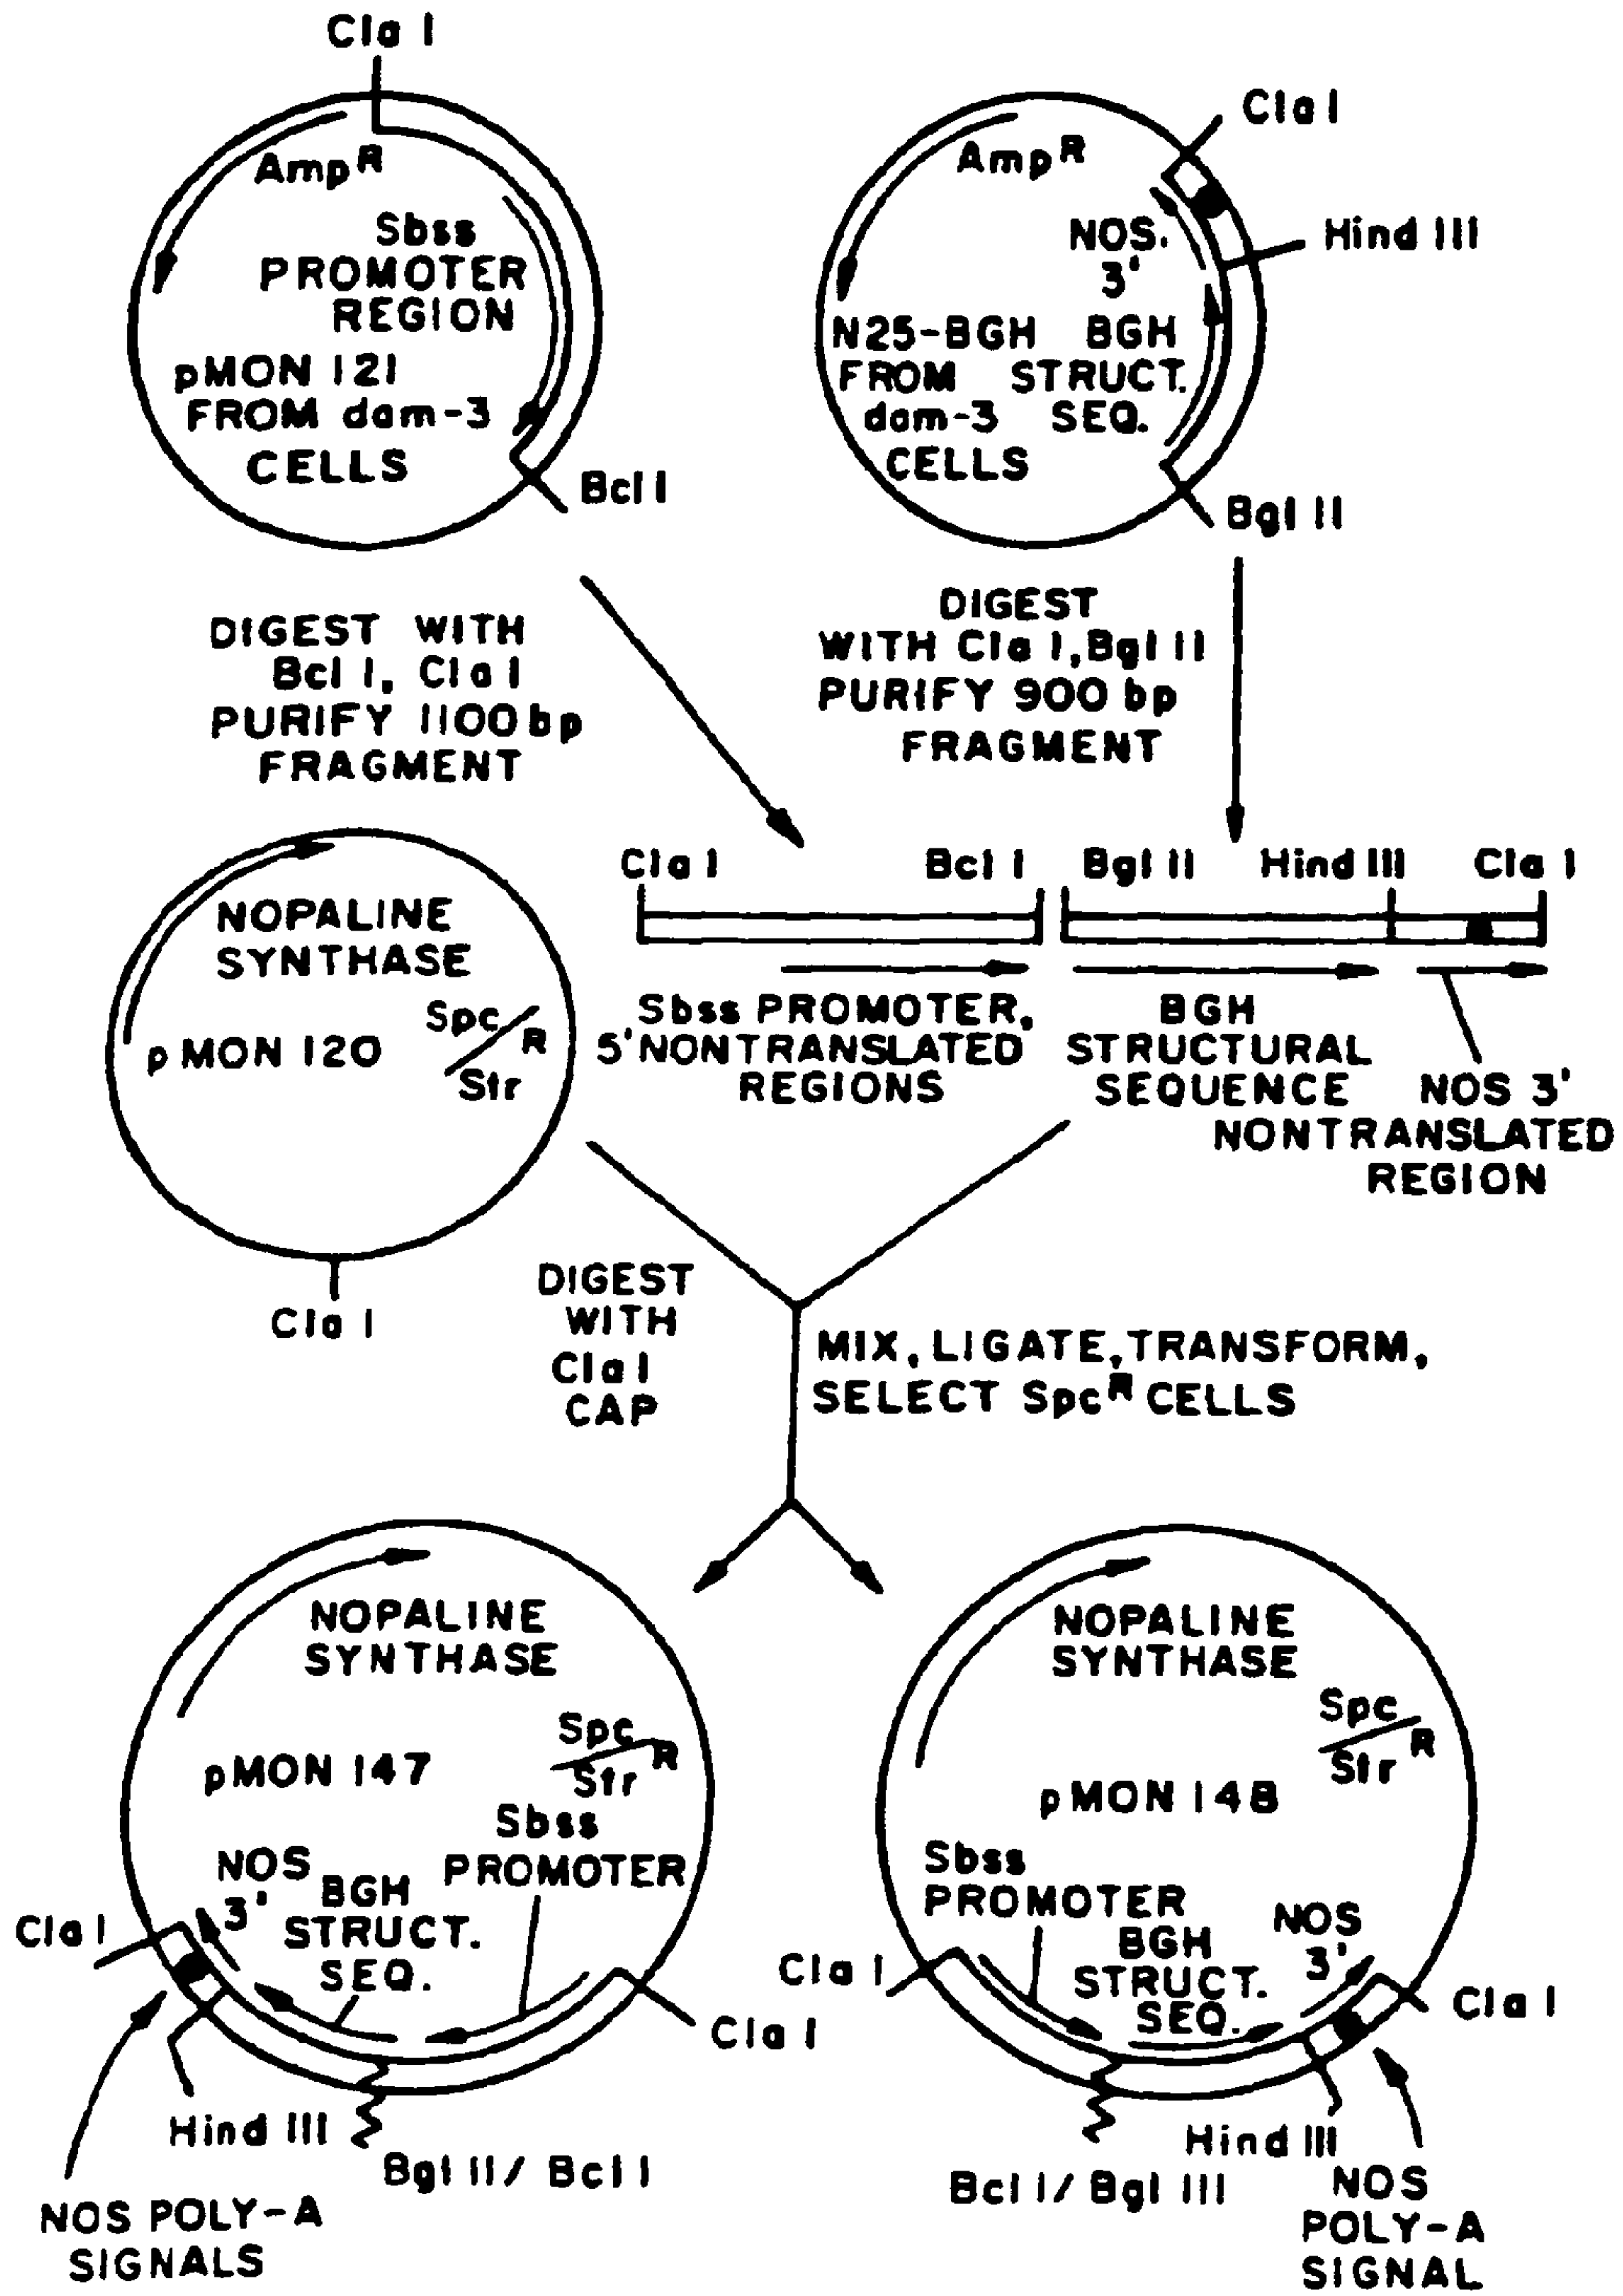 Cla I
Amp R
Sbss
PROMOTER
REGION
pMON 121
FROM dam-3
CELLS
Bcl I
Cla I
Amp R
NOS.
3'
Hind III
N25-BGH
FROM
dam-3
CELLS
BGH
STRUCT.
SEQ.
Bgl II
DIGEST WITH
Bcl I, Cla I
PURIFY 1100 bp
FRAGMENT
DIGEST
WITH Cla I, Bgl II
PURIFY 900 bp
FRAGMENT
NOPALINE
SYNTHASE
pMON 120
Spc
R
Str
Cla I
Cla I Bcl I Bgl II Hind III Cla I
Sbss PROMOTER,
5' NONTRANSLATED
REGIONS
BGH
STRUCTURAL
SEQUENCE
NOS 3'
NONTRANSLATED
REGION
DIGEST
WITH
Cla I
CAP
MIX, LIGATE, TRANSFORM,
SELECT Spc R CELLS
NOPALINE
SYNTHASE
Spc
R
Str
pMON 147
Sbss
PROMOTER
NOS
3'
BGH
STRUCT.
SEQ.
Cla I
Cla I
Hind III
Bgl II / Bcl I
NOS POLY-A
SIGNALS
NOPALINE
SYNTHASE
Spc
R
Str
pMON 148
Sbss
PROMOTER
BGH
STRUCT.
SEQ.
NOS
3'
Cla I
Cla I
Hind III
Bcl I / Bgl III
NOS
POLY-A
SIGNAL